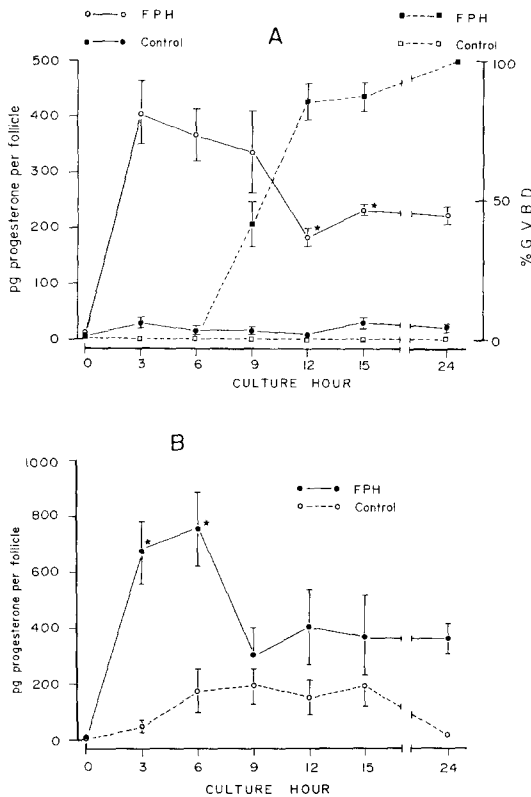 FPH
Control
A
FPH
Control
500
400
300
200
100
0
pg progesterone per follicle
100
50
0
% G V B D
*
*
0 3 6 9 12 15 24
CULTURE HOUR
B
1000
800
600
400
200
0
pg progesterone per follicle
FPH
Control
*
*
0 3 6 9 12 15 24
CULTURE HOUR